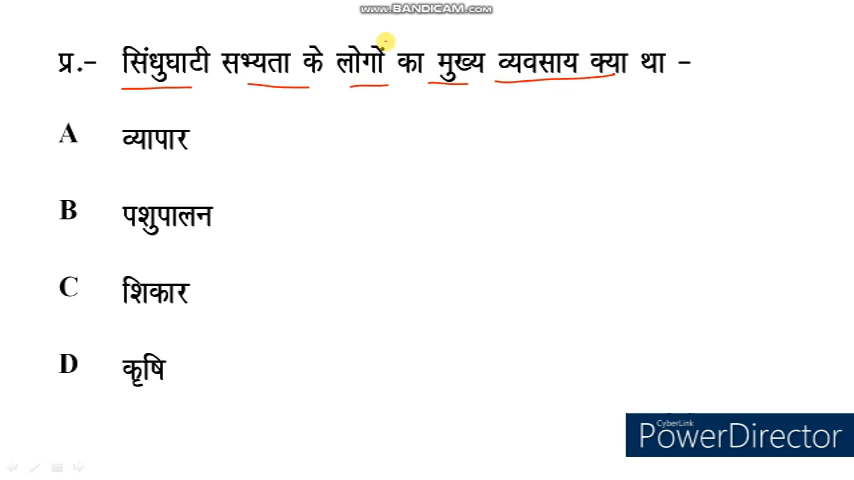 www.BANDICAM.com
प्र.- सिंधुघाटी सभ्यता के लोगों का मुख्य व्यवसाय क्या था -
A व्यापार
B पशुपालन
C शिकार
D कृषि
CyberLink
PowerDirector